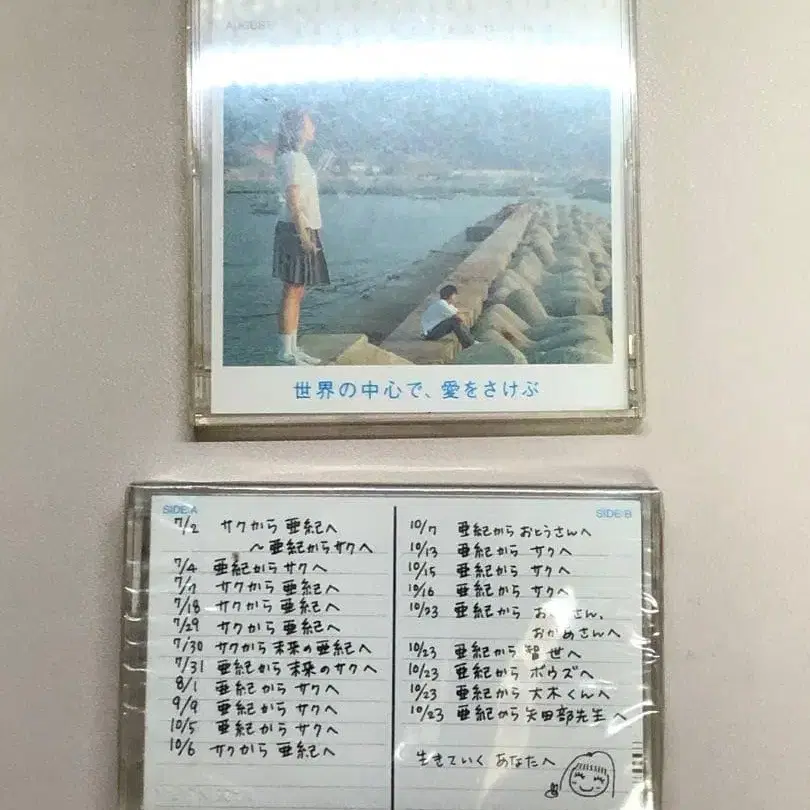 AUGUST
世界の中心で、愛をさけぶ
SIDE A
7/2 サクから亜紀へ
〜亜紀からサクへ
7/4 亜紀からサクへ
7/7 サクから亜紀へ
7/18 サクから亜紀へ
7/29 サクから亜紀へ
7/30 サクから未来の亜紀へ
7/31 亜紀から未来のサクへ
8/1 亜紀からサクへ
9/9 亜紀からサクへ
10/5 亜紀からサクへ
10/6 サクから亜紀へ
SIDE B
10/7 亜紀からおとうさんへ
10/13 亜紀からサクへ
10/15 亜紀からサクへ
10/16 亜紀からサクへ
10/23 亜紀から
おかあさんへ
10/23 亜紀から智世へ
10/23 亜紀からボウズへ
10/23 亜紀から大木くんへ
10/23 亜紀から矢田部先生へ
生きていくあなたへ